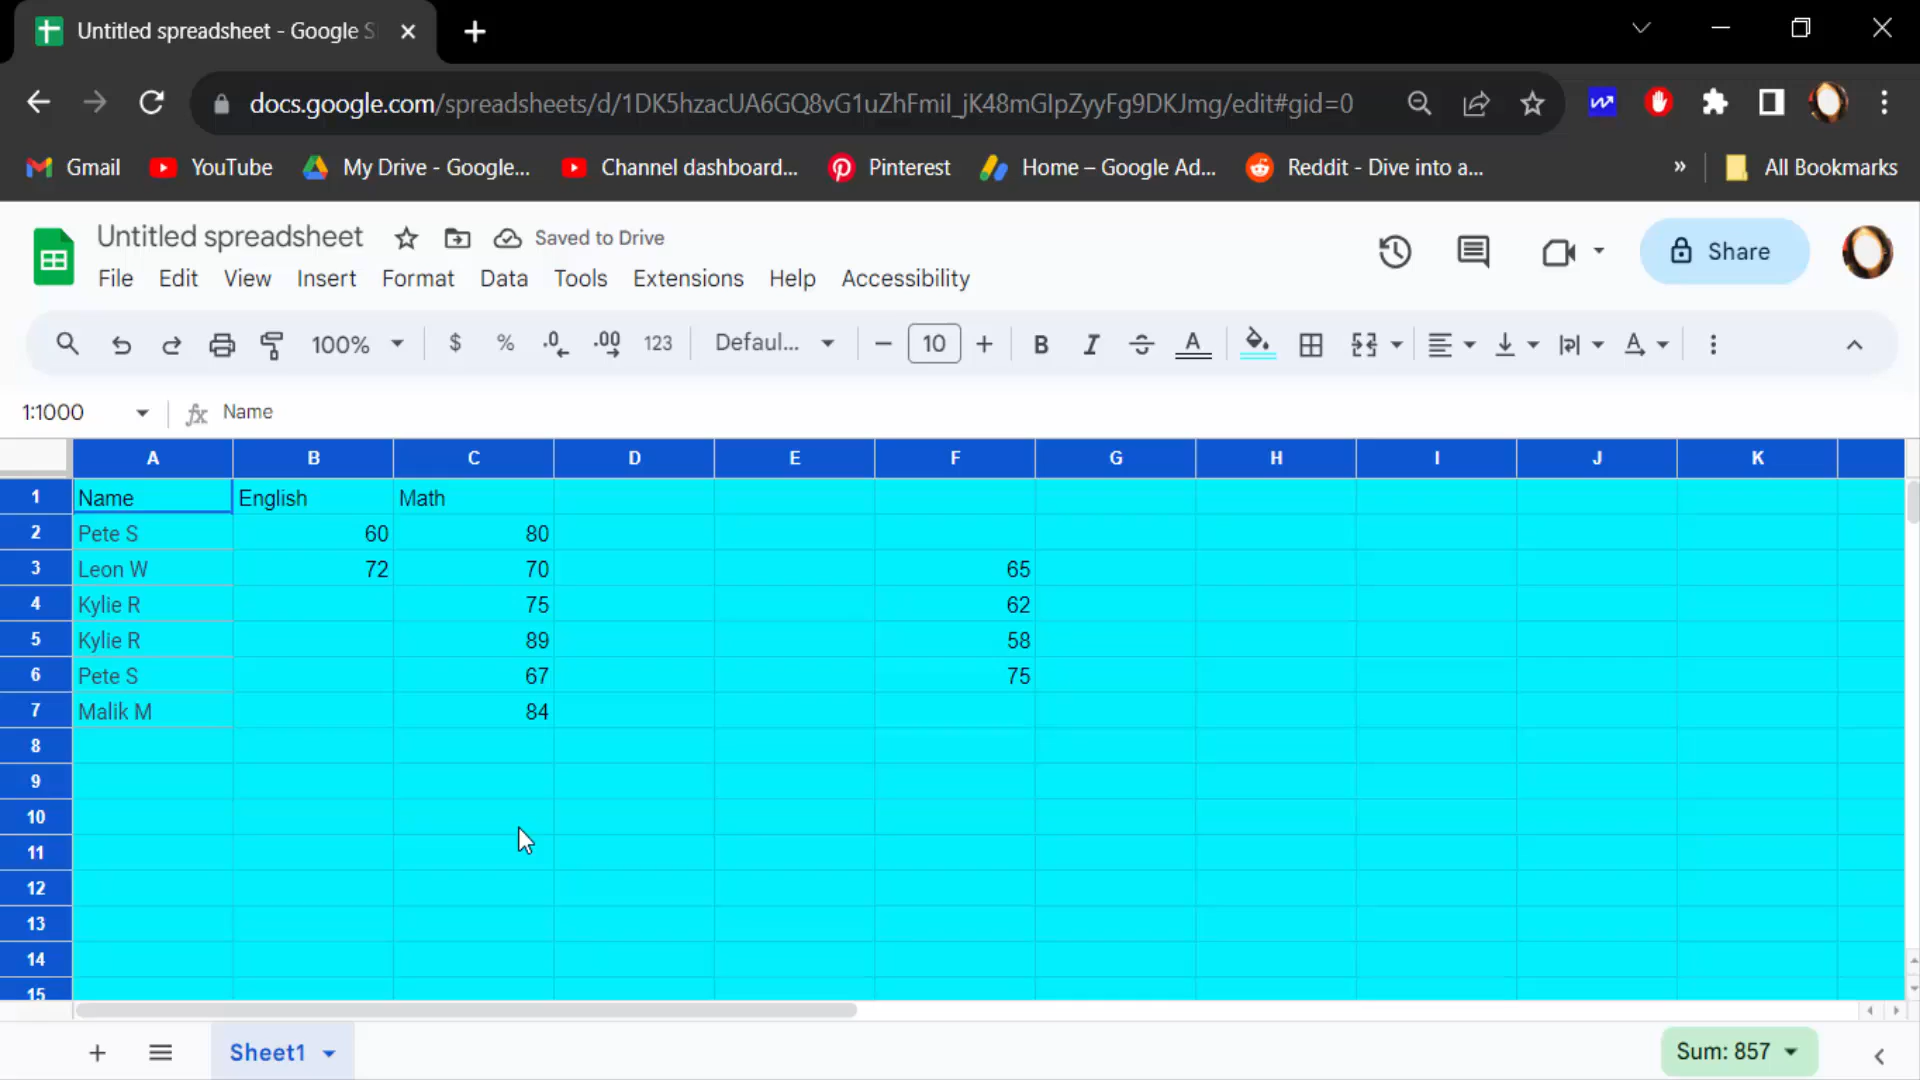 Untitled spreadsheet - Google S
docs.google.com/spreadsheets/d/1DK5hzacUA6GQ8vG1uZhFmiI_jK48mGIpZyyFg9DKJmg/edit#gid=0
Gmail YouTube My Drive - Google... Channel dashboard... Pinterest Home – Google Ad... Reddit - Dive into a... » All Bookmarks
Untitled spreadsheet Saved to Drive
Share
File Edit View Insert Format Data Tools Extensions Help Accessibility
100% $ % .0 .00 123 Defaul... 10 B I S A A
1:1000 fx Name
A B C D E F G H I J K
1 Name English Math
2 Pete S 60 80
3 Leon W 72 70 65
4 Kylie R 75 62
5 Kylie R 89 58
6 Pete S 67 75
7 Malik M 84
8
9
10
11
12
13
14
15
Sheet1 Sum: 857